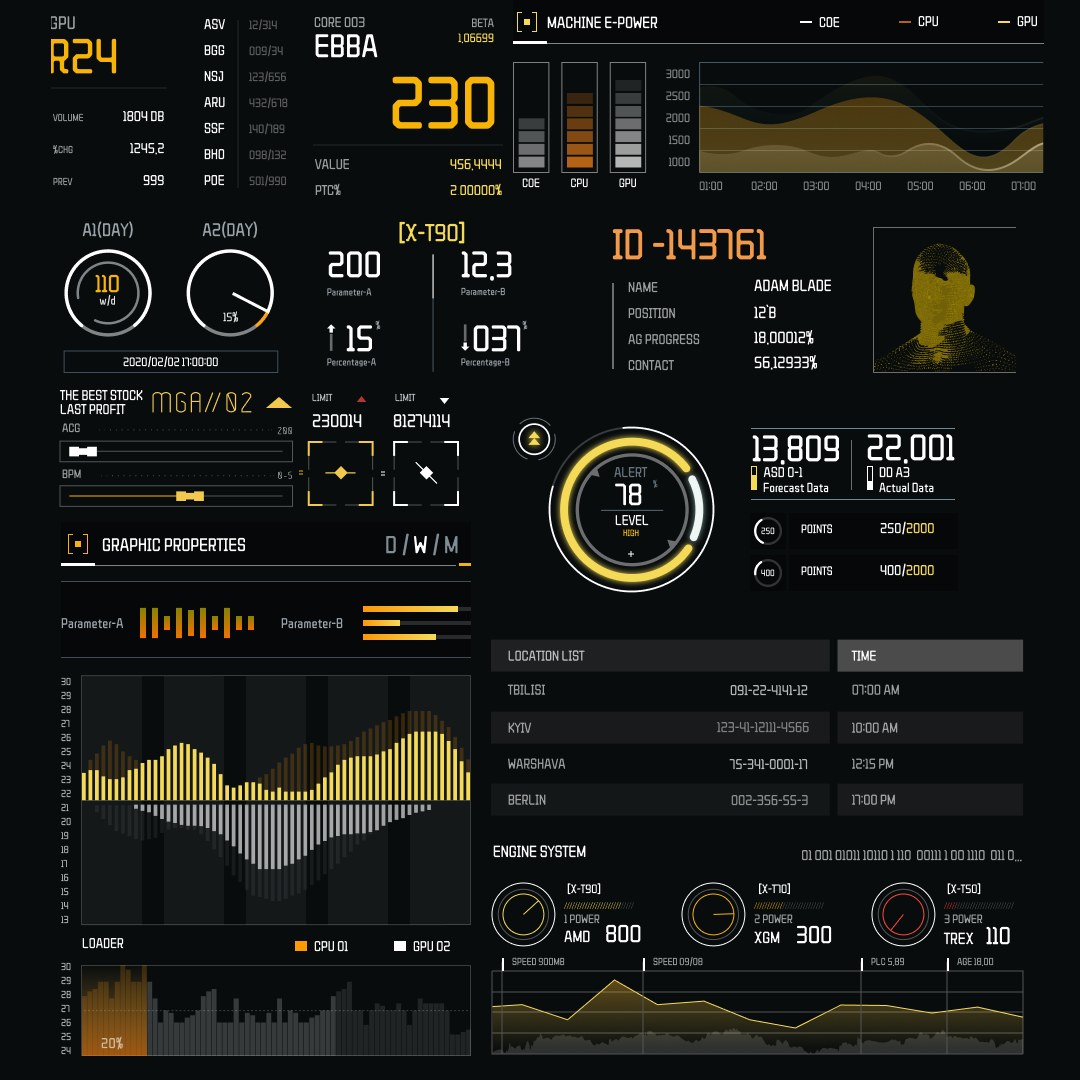 GPU
R24
VOLUME 1804 DB
%CHG 1245,2
PREV 999
ASV 12/314
BGG 009/34
NSJ 123/656
ARU 432/678
SSF 140/789
BHO 098/132
POE 501/990
CORE 003
EBBA
BETA
1,06699
230
VALUE 456,4444
PTC% 2 00000%
MACHINE E-POWER
COE CPU GPU
COE CPU GPU
3000
2500
2000
1500
1000
01:00 02:00 03:00 04:00 05:00 06:00 07:00
A1(DAY) A2(DAY)
110
w/d
15%
2020/02/02 17:00:00
[X-T90]
200 12,3
Parameter-A Parameter-B
15% 037%
Percentage-A Percentage-B
ID -143761
NAME ADAM BLADE
POSITION 12'B
AG PROGRESS 18,00012%
CONTACT 56,12933%
THE BEST STOCK
LAST PROFIT
MGA//02
ACG 200
BPM 0-5
LIMIT LIMIT
230014 81274114
ALERT
78 %
LEVEL
HIGH
+
13,809 22,001
ASD 0-1 DD A3
Forecast Data Actual Data
250 POINTS 250/2000
400 POINTS 400/2000
GRAPHIC PROPERTIES
D / W / M
Parameter-A Parameter-B
30
29
28
27
26
25
24
23
22
21
20
19
18
17
16
15
14
13
LOCATION LIST TIME
TBILISI 091-22-4141-12 07:00 AM
KYIV 123-41-12111-4566 10:00 AM
WARSHAVA 75-341-0001-17 12:15 PM
BERLIN 002-356-55-3 17:00 PM
ENGINE SYSTEM
01 001 01011 10110 1 110 00111 1 00 1110 011 0...
[X-T90]
1 POWER
AMD 800
[X-T70]
2 POWER
XGM 300
[X-T50]
3 POWER
TREX 110
SPEED 900MB SPEED 09/08 PLC 5,89 AGE 18,00
LOADER
CPU 01 GPU 02
30
29
28
27
26
25
24
20%